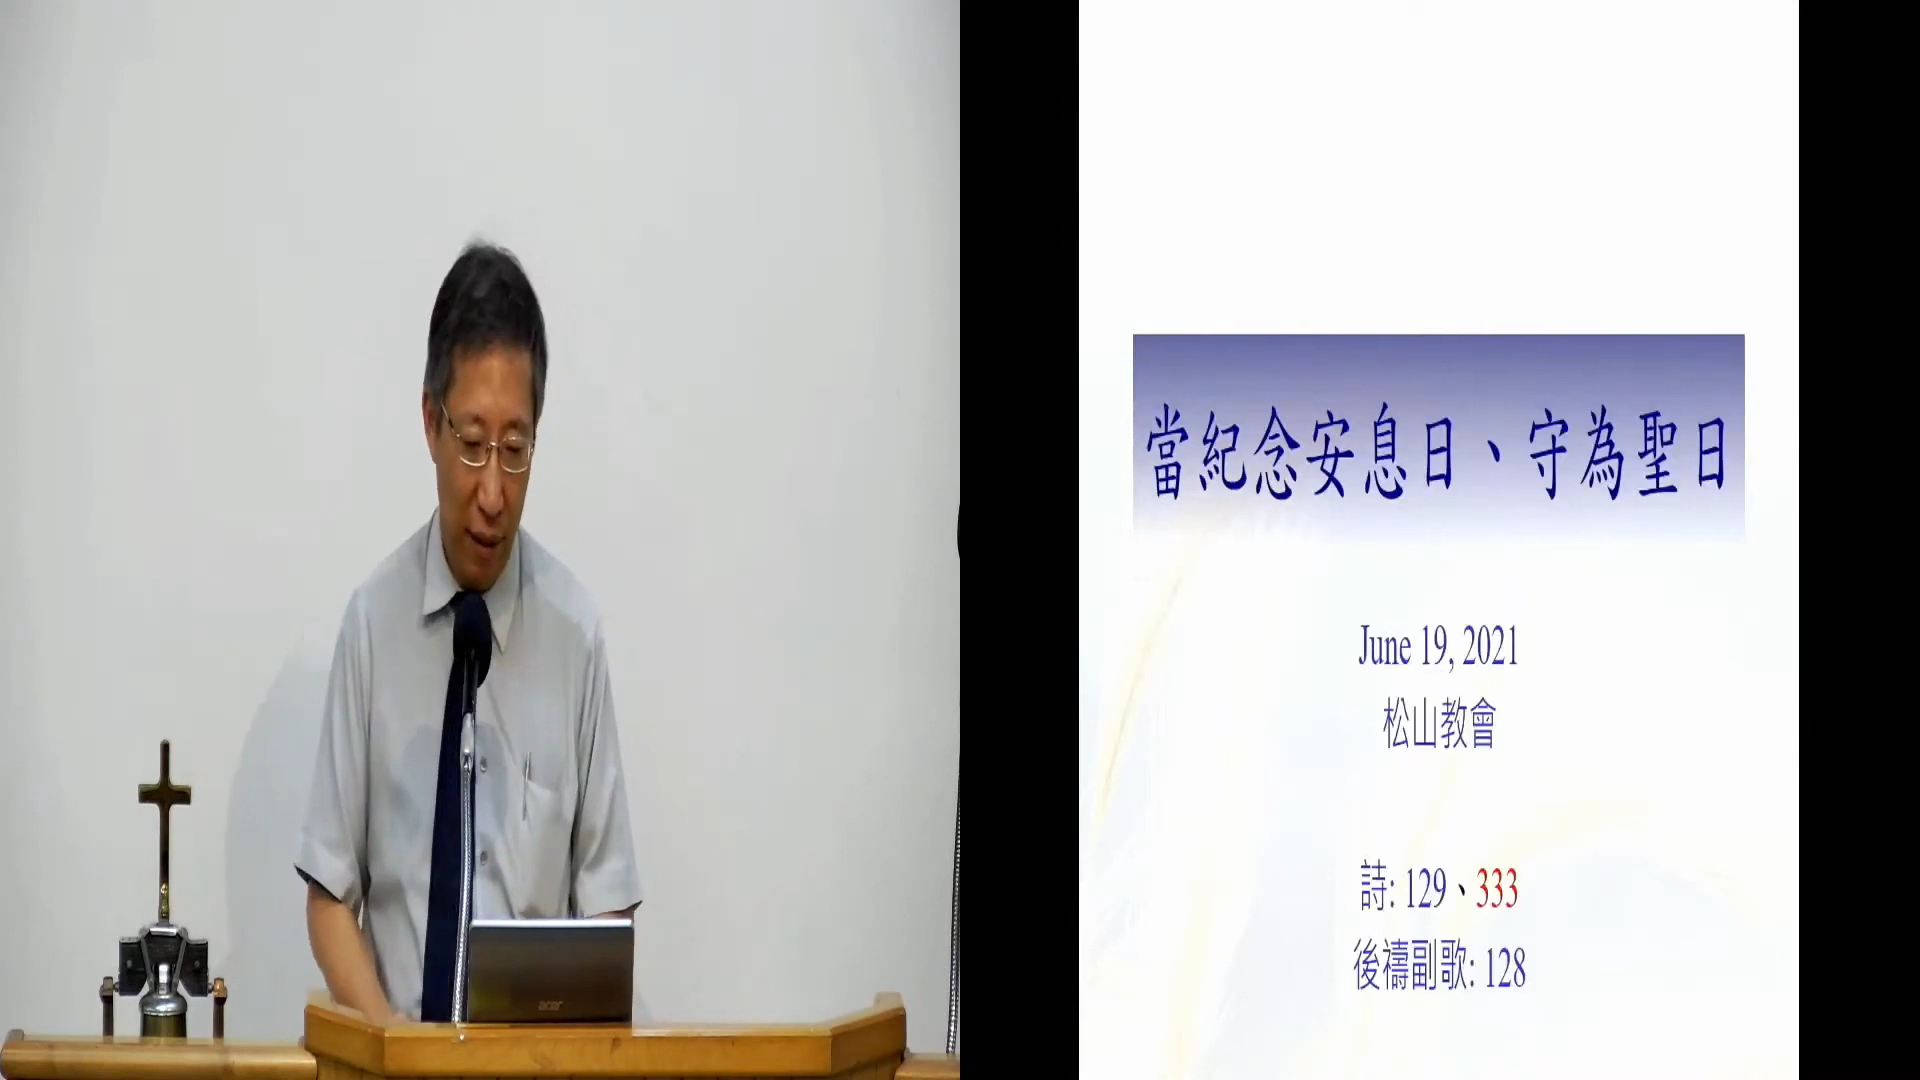 當紀念安息日、守為聖日
June 19, 2021
松山教會
詩: 129、333
後禱副歌: 128
acer